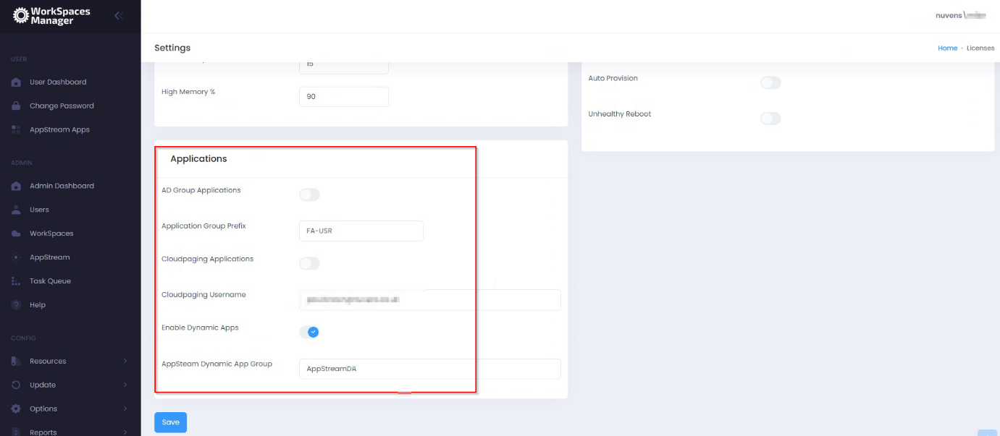 WorkSpaces
Manager
nuvens\
Settings
Home - Licenses
USER
User Dashboard
Change Password
AppStream Apps
ADMIN
Admin Dashboard
Users
WorkSpaces
AppStream
Task Queue
Help
CONFIG
Resources
Update
Options
Reports
15
High Memory %
90
Auto Provision
Unhealthy Reboot
Applications
AD Group Applications
Application Group Prefix
FA-USR
Cloudpaging Applications
Cloudpaging Username
Enable Dynamic Apps
AppSteam Dynamic App Group
AppStreamDA
Save